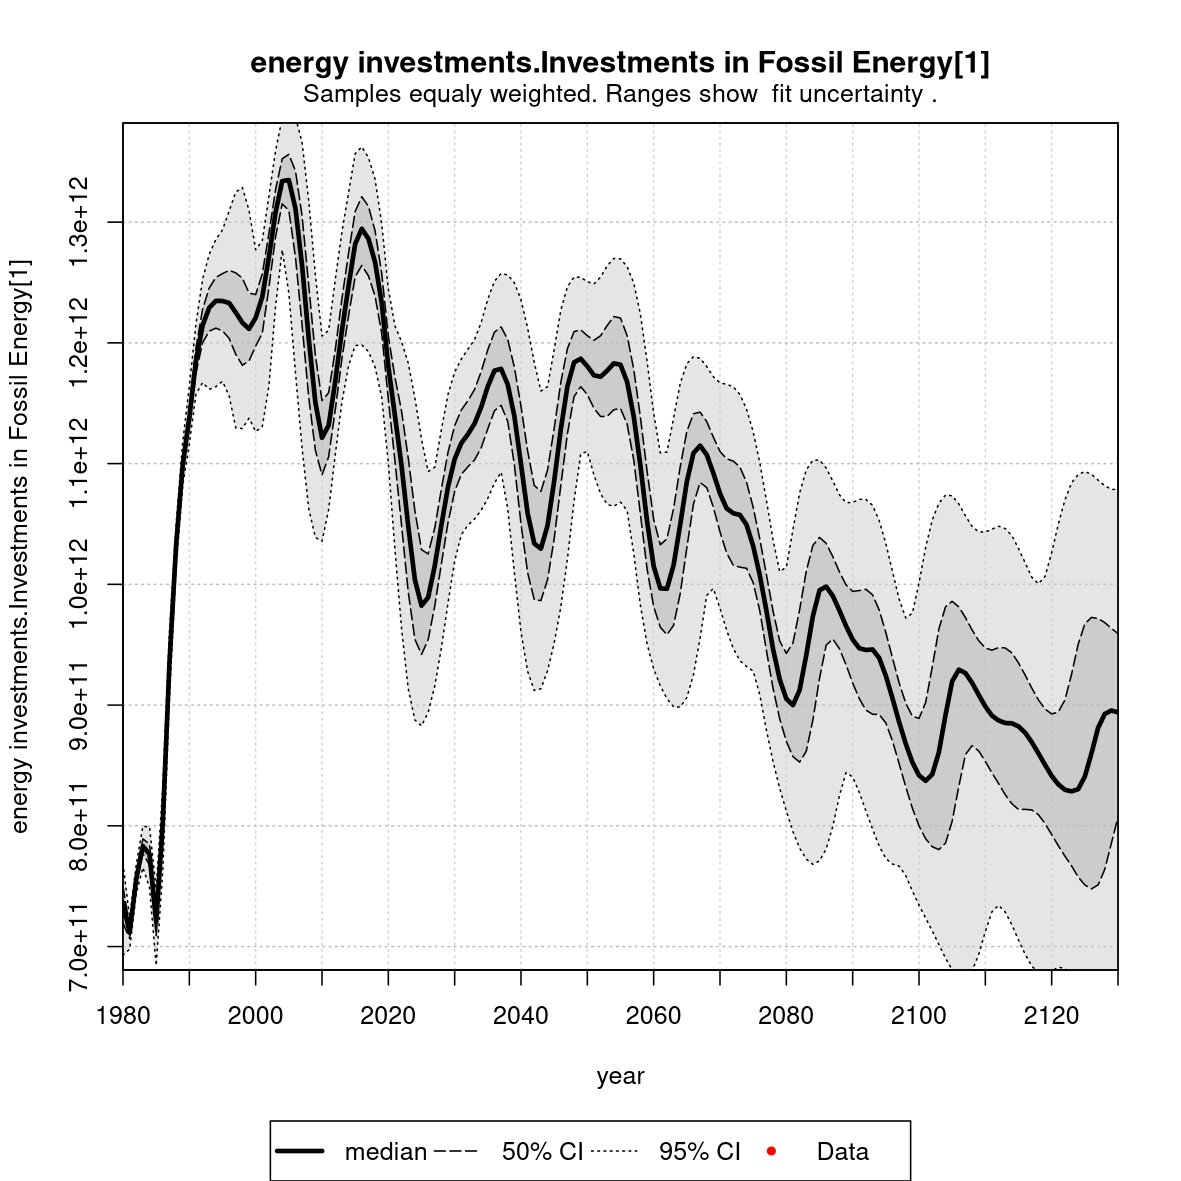 energy investments.Investments in Fossil Energy[1]
Samples equaly weighted. Ranges show  fit uncertainty .
energy investments.Investments in Fossil Energy[1]
1.3e+12
1.2e+12
1.1e+12
1.0e+12
9.0e+11
8.0e+11
7.0e+11
1980 2000 2020 2040 2060 2080 2100 2120
year
median 50% CI 95% CI Data